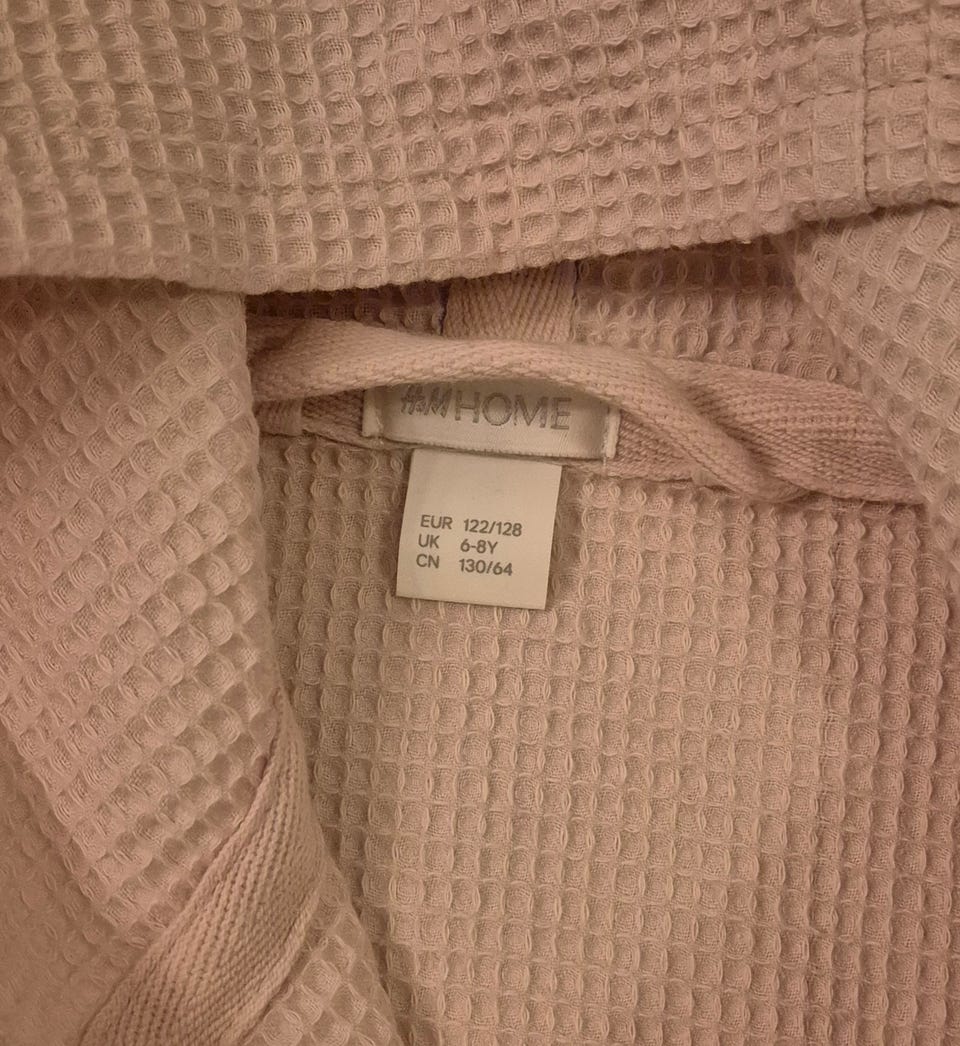 H&M HOME
EUR 122/128
UK 6-8Y
CN 130/64